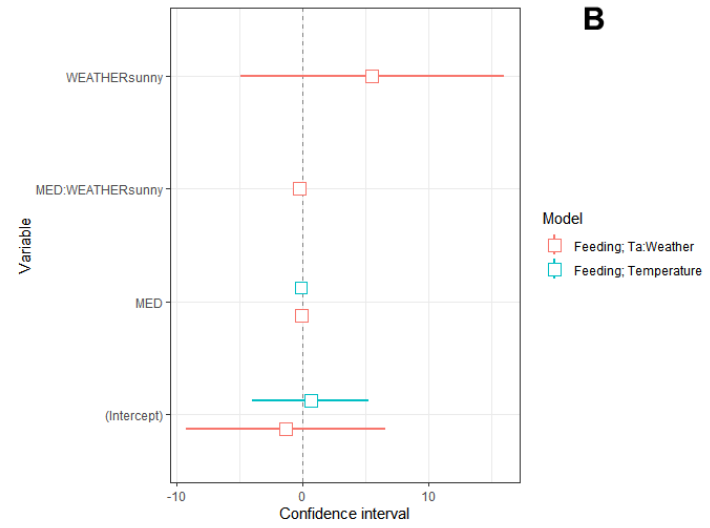 B
WEATHERsunny
MED:WEATHERsunny
MED
(Intercept)
Variable
-10
0
10
Confidence interval
Model
Feeding; Ta:Weather
Feeding; Temperature